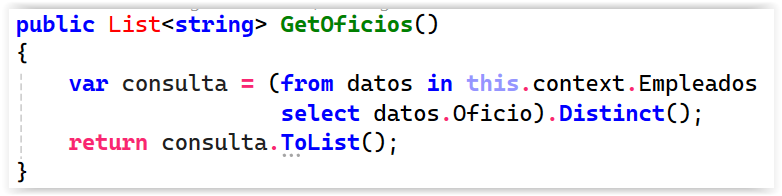 public List<string> GetOficios()
{
    var consulta = (from datos in this.context.Empleados
                    select datos.Oficio).Distinct();
    return consulta.ToList();
}